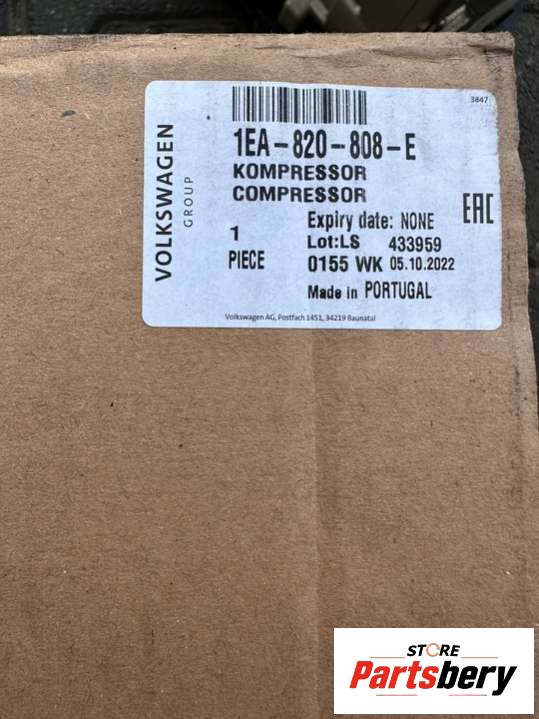 3847
1EA-820-808-E
KOMPRESSOR
COMPRESSOR
VOLKSWAGEN
GROUP
1
PIECE
Expiry date: NONE
Lot:LS 433959
0155 WK 05.10.2022
Made in PORTUGAL
EAC
Volkswagen AG, Postfach 1451, 34219 Baunatal
STORE
Partsbery